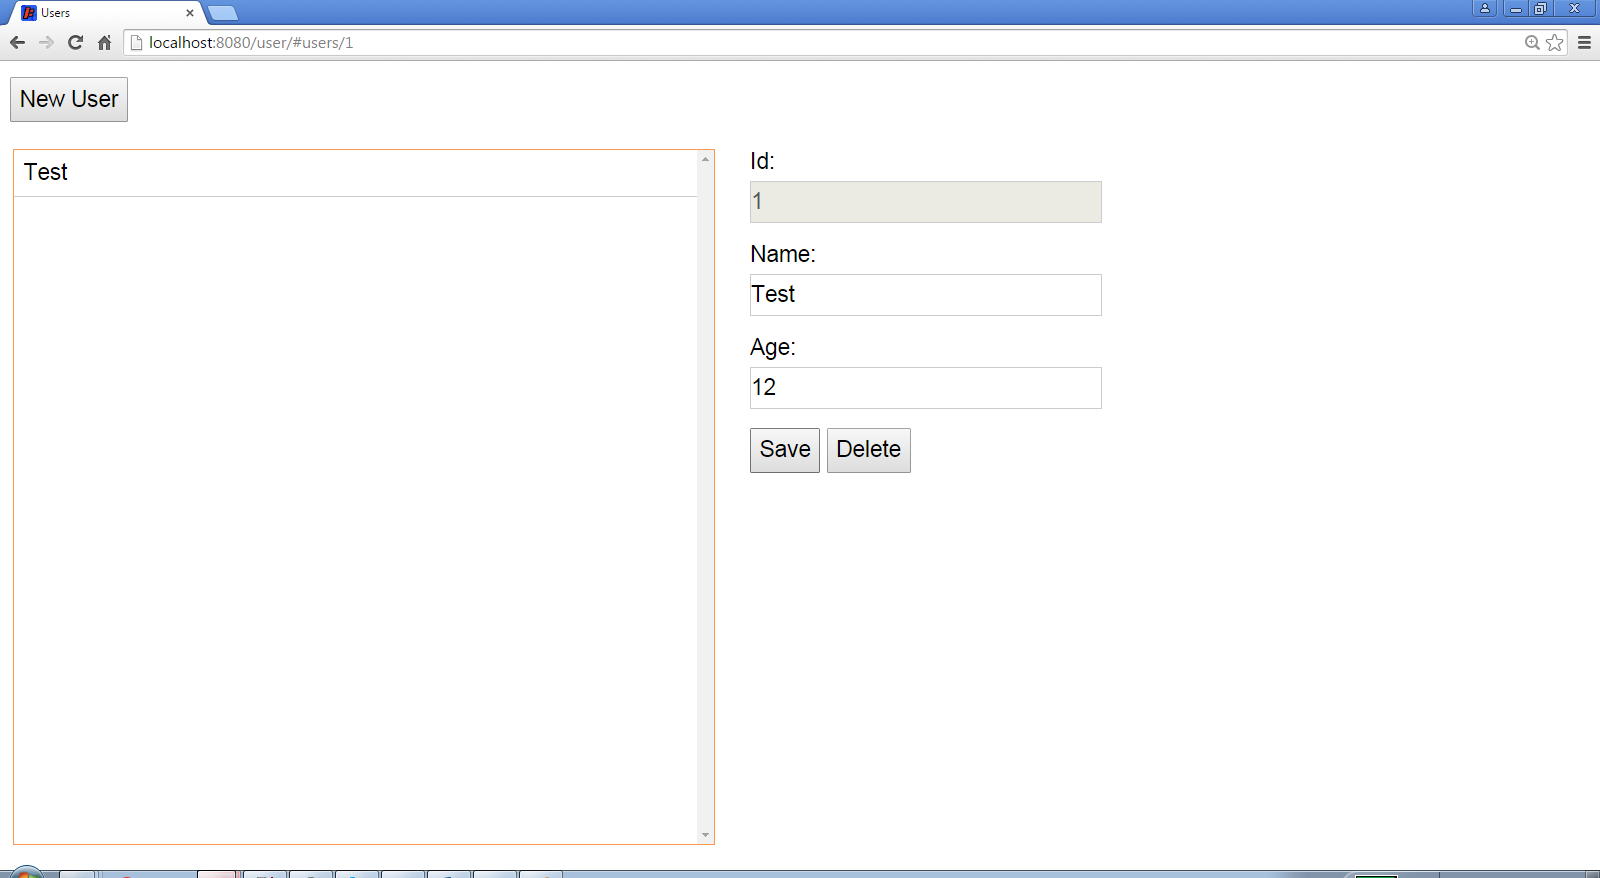 Users
localhost:8080/user/#users/1
New User
Test
Id:
1
Name:
Test
Age:
12
Save Delete